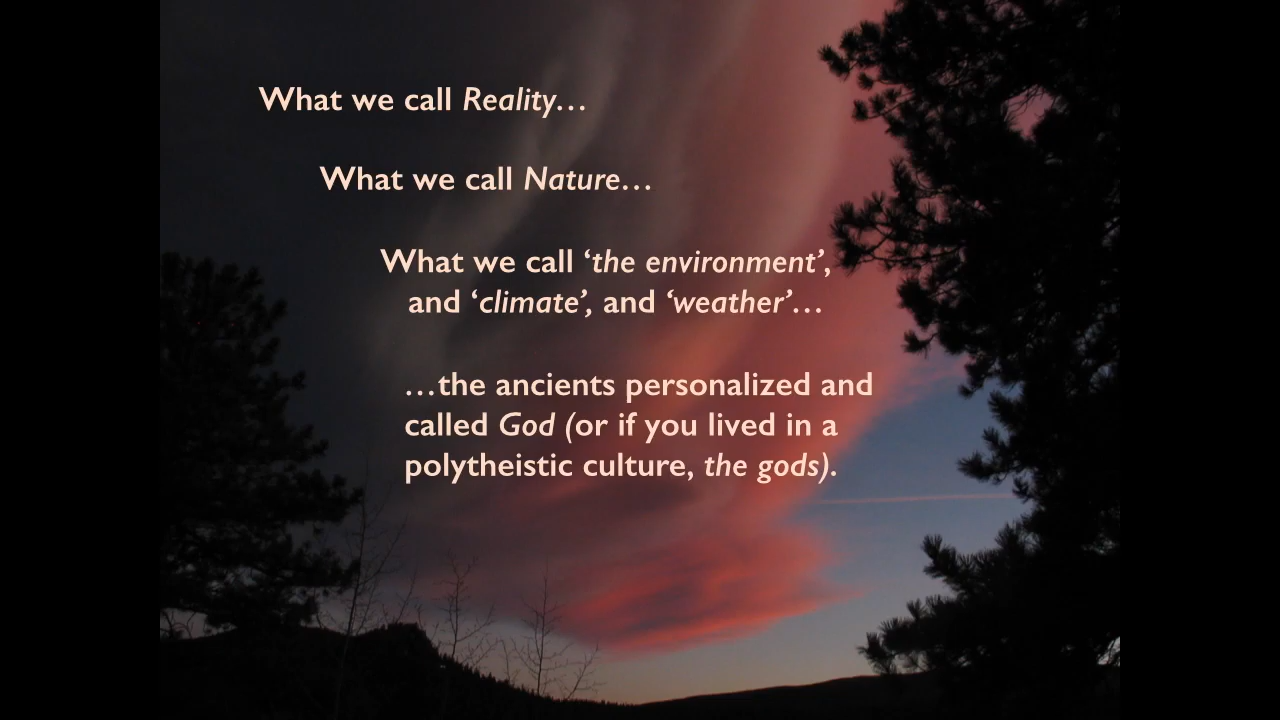 What we call Reality…
What we call Nature…
What we call ‘the environment’,
and ‘climate’, and ‘weather’…
…the ancients personalized and
called God (or if you lived in a
polytheistic culture, the gods).